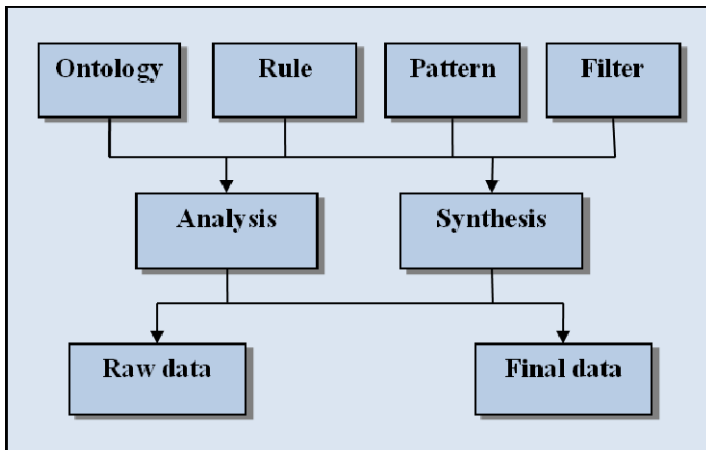 Ontology
Rule
Pattern
Filter
Analysis
Synthesis
Raw data
Final data